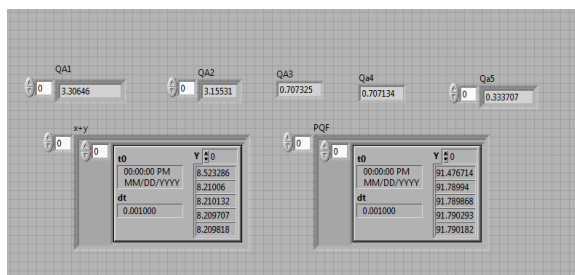 QA1
QA2
QA3
Qa4
Qa5
0 3.30646
0 3.15531
0.707325
0.707134
0 0.333707
x+y
PQF
0
0
t0
00:00:00 PM
MM/DD/YYYY
dt
0.001000
Y 0
8.523286
8.21006
8.210132
8.209707
8.209818
0
0
t0
00:00:00 PM
MM/DD/YYYY
dt
0.001000
Y 0
91.476714
91.78994
91.789868
91.790293
91.790182